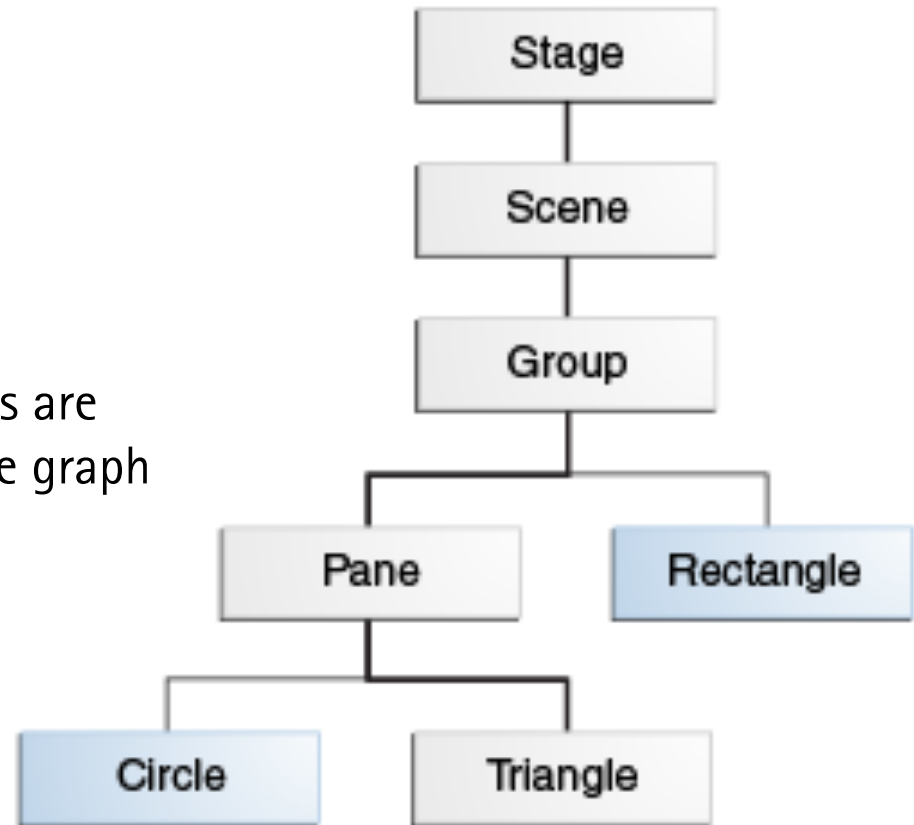 Stage
Scene
Group
s are
e graph
Pane
Rectangle
Circle
Triangle